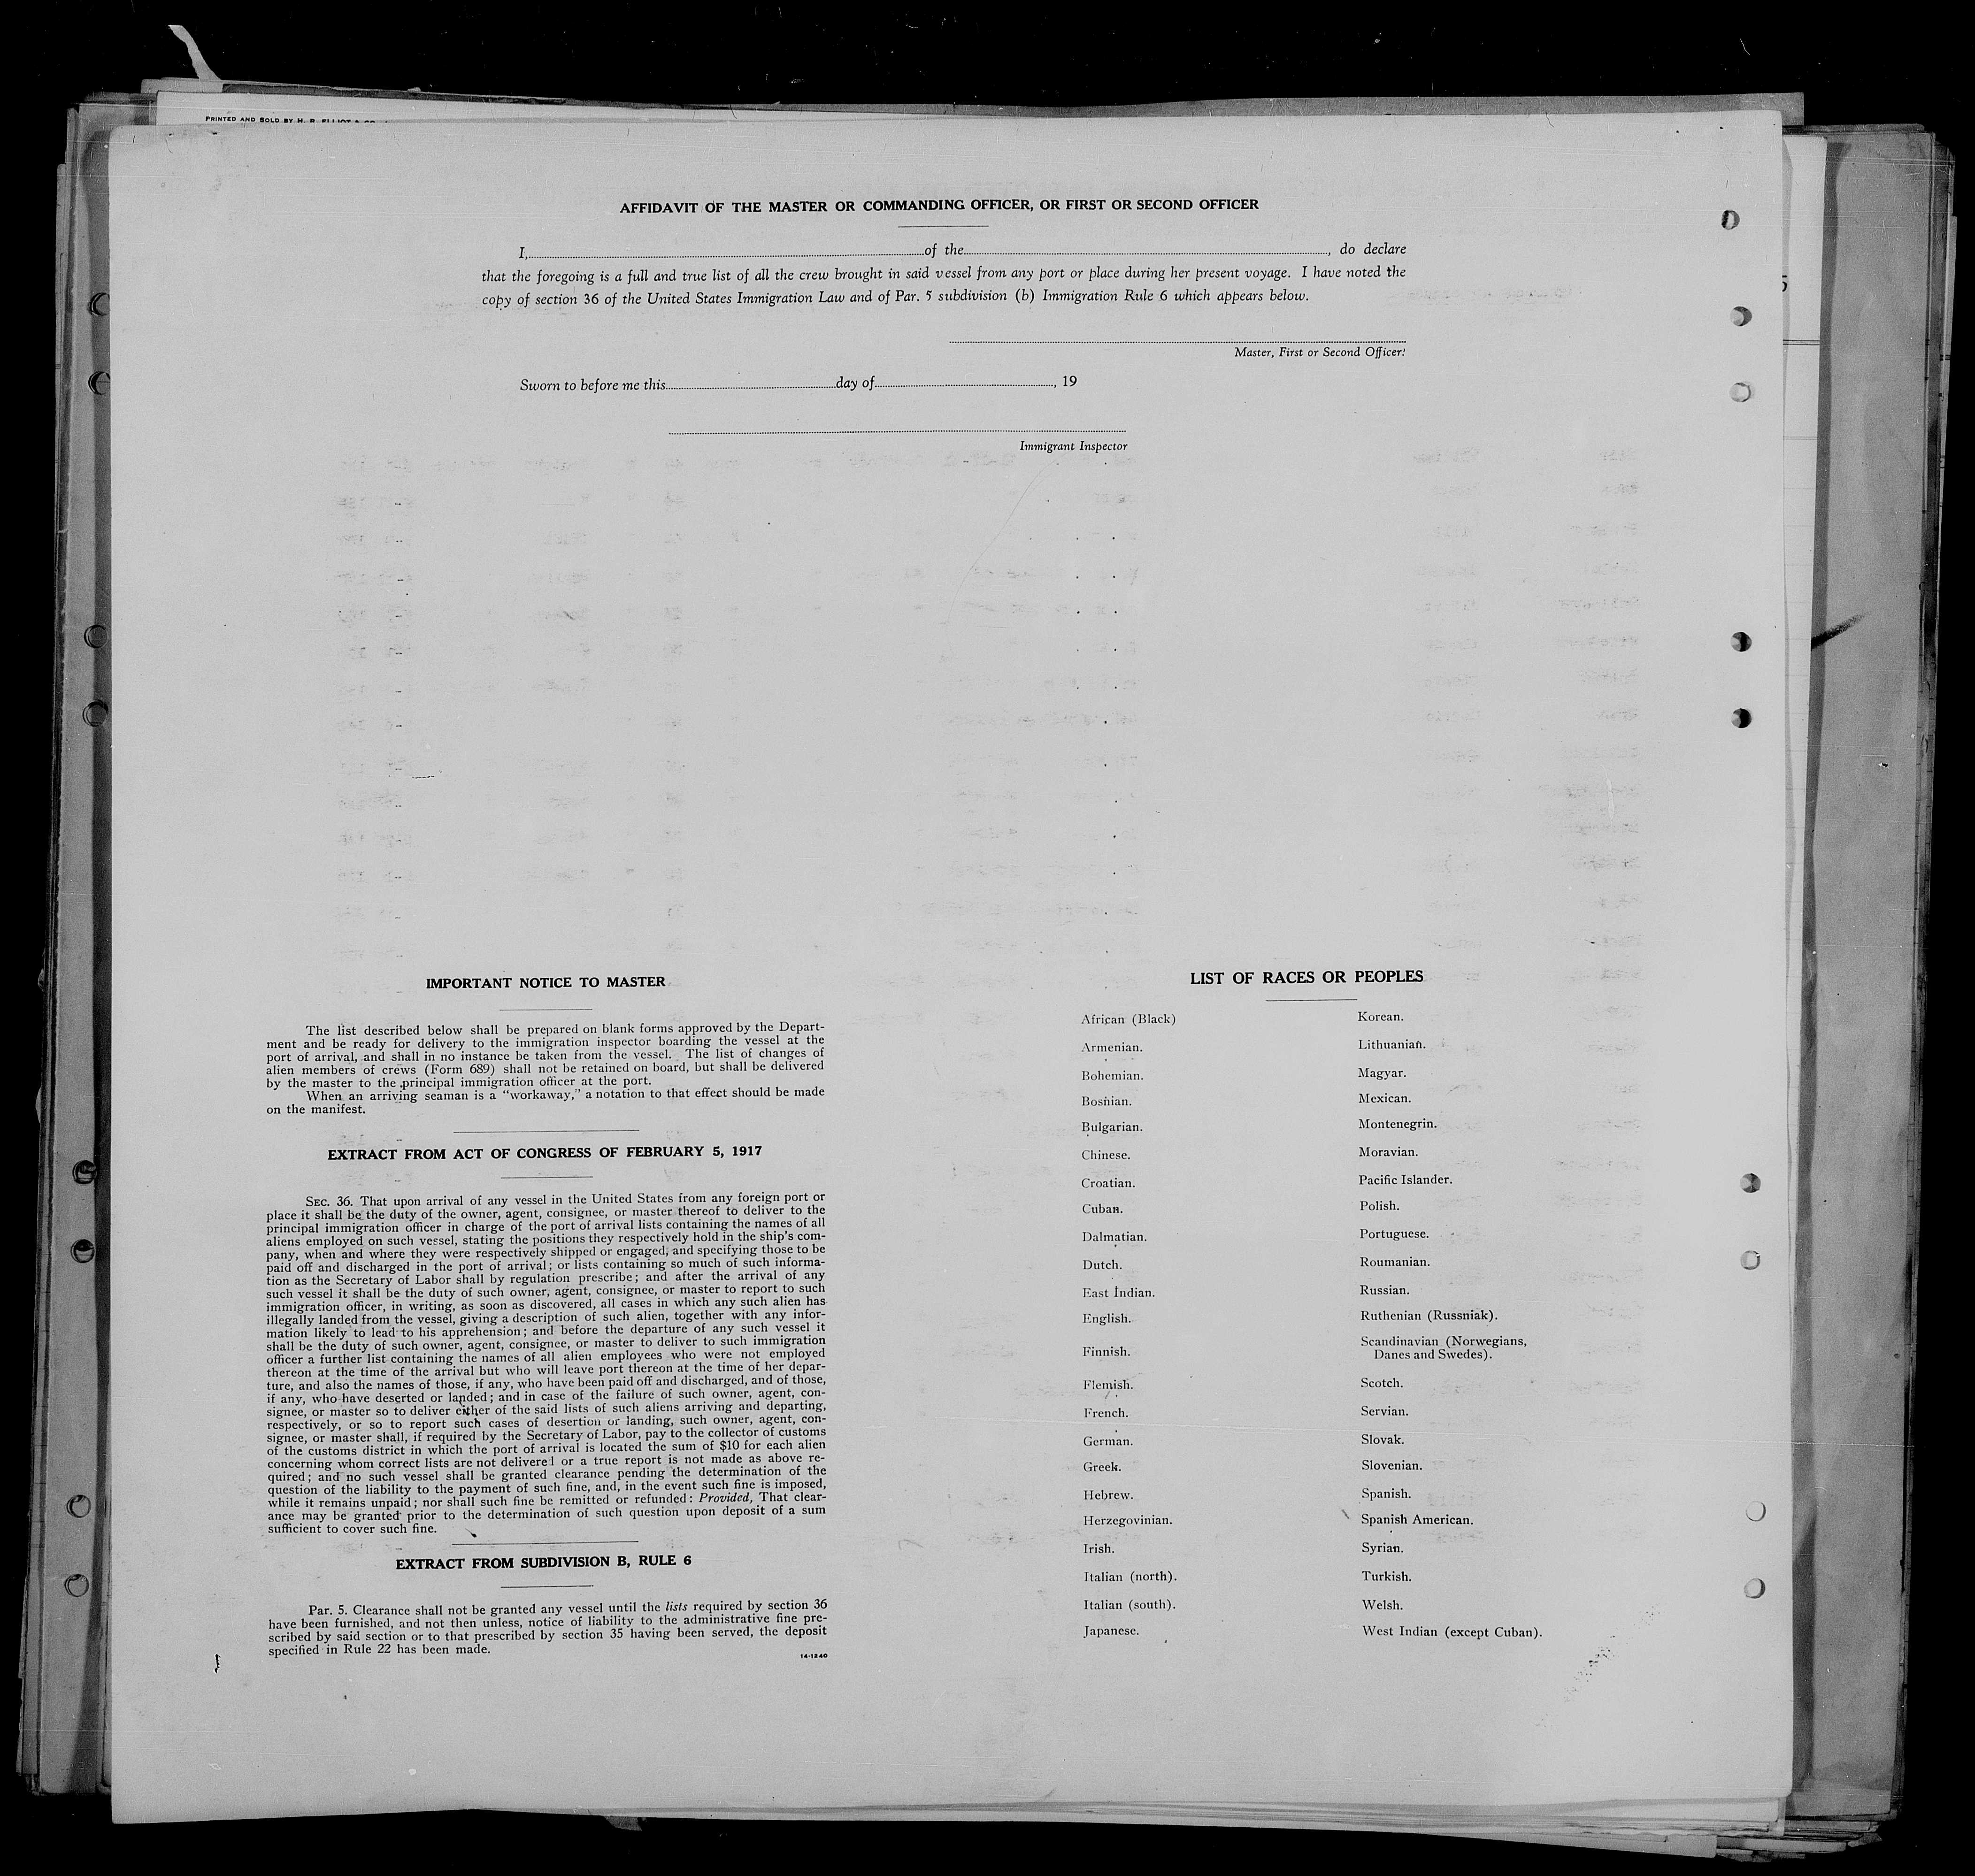 PRINTED AND SOLD BY H. R. ELLIOT & CO.
AFFIDAVIT OF THE MASTER OR COMMANDING OFFICER, OR FIRST OR SECOND OFFICER
I,..............................of the.............................., do declare
that the foregoing is a full and true list of all the crew brought in said vessel from any port or place during her present voyage. I have noted the
copy of section 36 of the United States Immigration Law and of Par. 5 subdivision (b) Immigration Rule 6 which appears below.
Master, First or Second Officer.
Sworn to before me this....................day of...................., 19
Immigrant Inspector
IMPORTANT NOTICE TO MASTER
The list described below shall be prepared on blank forms approved by the Depart-
ment and be ready for delivery to the immigration inspector boarding the vessel at the
port of arrival, and shall in no instance be taken from the vessel. The list of changes of
alien members of crews (Form 689) shall not be retained on board, but shall be delivered
by the master to the principal immigration officer at the port.
When an arriving seaman is a "workaway," a notation to that effect should be made
on the manifest.
EXTRACT FROM ACT OF CONGRESS OF FEBRUARY 5, 1917
SEC. 36. That upon arrival of any vessel in the United States from any foreign port or
place it shall be the duty of the owner, agent, consignee, or master thereof to deliver to the
principal immigration officer in charge of the port of arrival lists containing the names of all
aliens employed on such vessel, stating the positions they respectively hold in the ship's com-
pany, when and where they were respectively shipped or engaged, and specifying those to be
paid off and discharged in the port of arrival; or lists containing so much of such informa-
tion as the Secretary of Labor shall by regulation prescribe; and after the arrival of any
such vessel it shall be the duty of such owner, agent, consignee, or master to report to such
immigration officer, in writing, as soon as discovered, all cases in which any such alien has
illegally landed from the vessel, giving a description of such alien, together with any infor-
mation likely to lead to his apprehension; and before the departure of any such vessel it
shall be the duty of such owner, agent, consignee, or master to deliver to such immigration
officer a further list containing the names of all alien employees who were not employed
thereon at the time of the arrival but who will leave port thereon at the time of her depar-
ture, and also the names of those, if any, who have been paid off and discharged, and of those,
if any, who have deserted or landed; and in case of the failure of such owner, agent, con-
signee, or master so to deliver either of the said lists of such aliens arriving and departing,
respectively, or so to report such cases of desertion or landing, such owner, agent, con-
signee, or master shall, if required by the Secretary of Labor, pay to the collector of customs
of the customs district in which the port of arrival is located the sum of $10 for each alien
concerning whom correct lists are not delivered or a true report is not made as above re-
quired; and no such vessel shall be granted clearance pending the determination of the
question of the liability to the payment of such fine, and, in the event such fine is imposed,
while it remains unpaid; nor shall such fine be remitted or refunded: Provided, That clear-
ance may be granted prior to the determination of such question upon deposit of a sum
sufficient to cover such fine.
EXTRACT FROM SUBDIVISION B, RULE 6
Par. 5. Clearance shall not be granted any vessel until the lists required by section 36
have been furnished, and not then unless, notice of liability to the administrative fine pre-
scribed by said section or to that prescribed by section 35 having been served, the deposit
specified in Rule 22 has been made.
14-1240
LIST OF RACES OR PEOPLES
African (Black)
Armenian.
Bohemian.
Bosnian.
Bulgarian.
Chinese.
Croatian.
Cuban.
Dalmatian.
Dutch.
East Indian.
English.
Finnish.
Flemish.
French.
German.
Greek.
Hebrew.
Herzegovinian.
Irish.
Italian (north).
Italian (south).
Japanese.
Korean.
Lithuanian.
Magyar.
Mexican.
Montenegrin.
Moravian.
Pacific Islander.
Polish.
Portuguese.
Roumanian.
Russian.
Ruthenian (Russniak).
Scandinavian (Norwegians,
Danes and Swedes).
Scotch.
Servian.
Slovak.
Slovenian.
Spanish.
Spanish American.
Syrian.
Turkish.
Welsh.
West Indian (except Cuban).